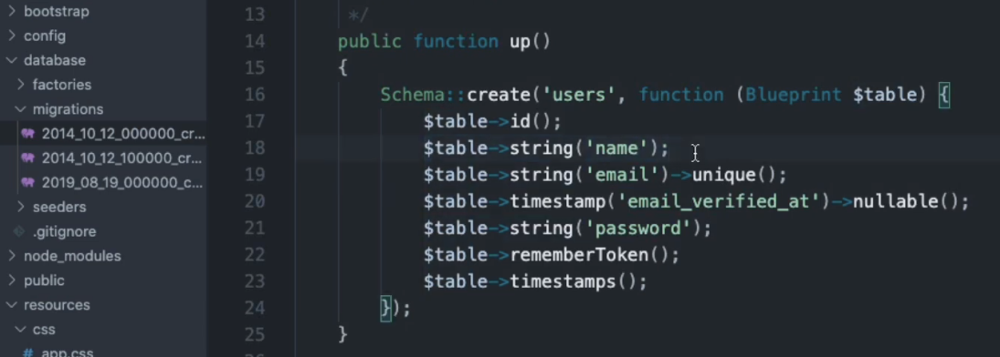 bootstrap
config
database
factories
migrations
2014_10_12_000000_cr...
2014_10_12_100000_cr...
2019_08_19_000000_c...
seeders
.gitignore
node_modules
public
resources
css
# app.css
13 */
14 public function up()
15 {
16 Schema::create('users', function (Blueprint $table) {
17 $table->id();
18 $table->string('name');
19 $table->string('email')->unique();
20 $table->timestamp('email_verified_at')->nullable();
21 $table->string('password');
22 $table->rememberToken();
23 $table->timestamps();
24 });
25 }